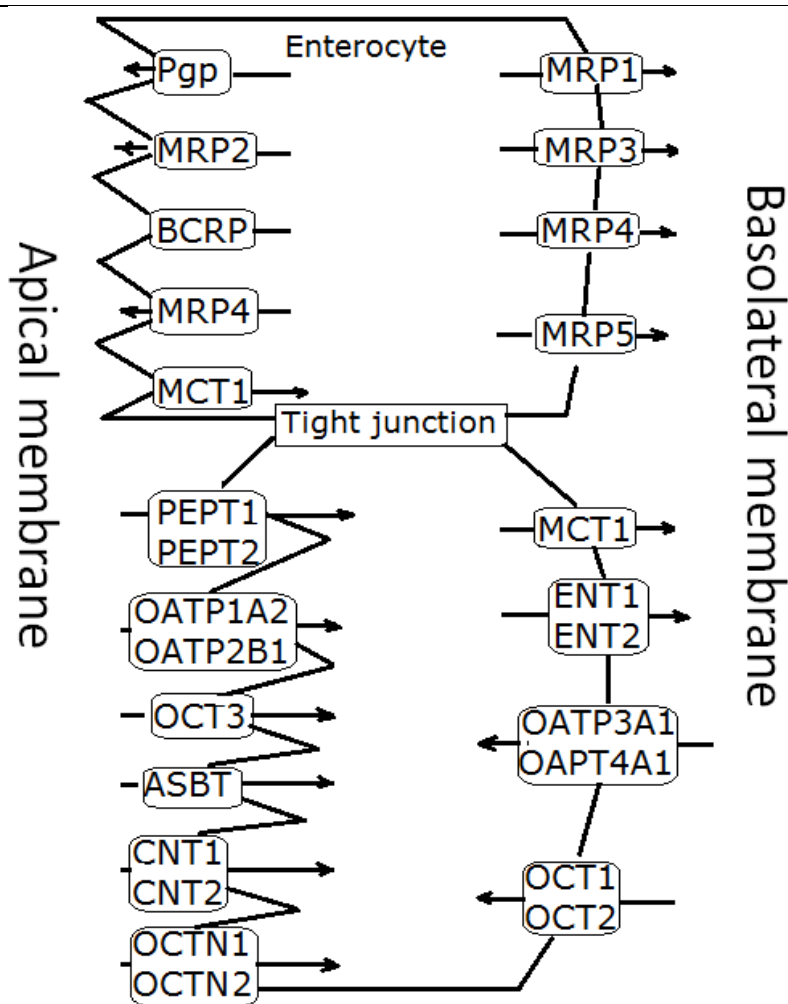 Enterocyte
Pgp
MRP1
MRP2
MRP3
BCRP
MRP4
MRP4
MRP5
MCT1
Tight junction
PEPT1
PEPT2
MCT1
OATP1A2
OATP2B1
ENT1
ENT2
OCT3
OATP3A1
OAPT4A1
ASBT
CNT1
CNT2
OCT1
OCT2
OCTN1
OCTN2
Apical membrane
Basolateral membrane